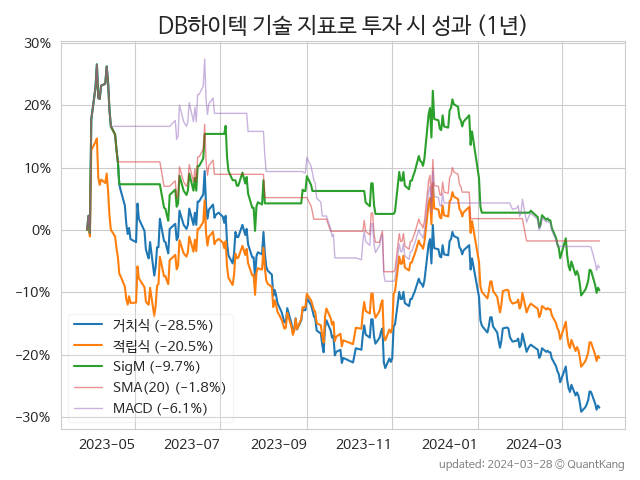 DB하이텍 기술 지표로 투자 시 성과 (1년)
30%
20%
10%
0%
−10%
−20%
−30%
거치식 (−28.5%)
적립식 (−20.5%)
SigM (−9.7%)
SMA(20) (−1.8%)
MACD (−6.1%)
2023−05 2023−07 2023−09 2023−11 2024−01 2024−03
updated: 2024−03−28 ⓒ QuantKang